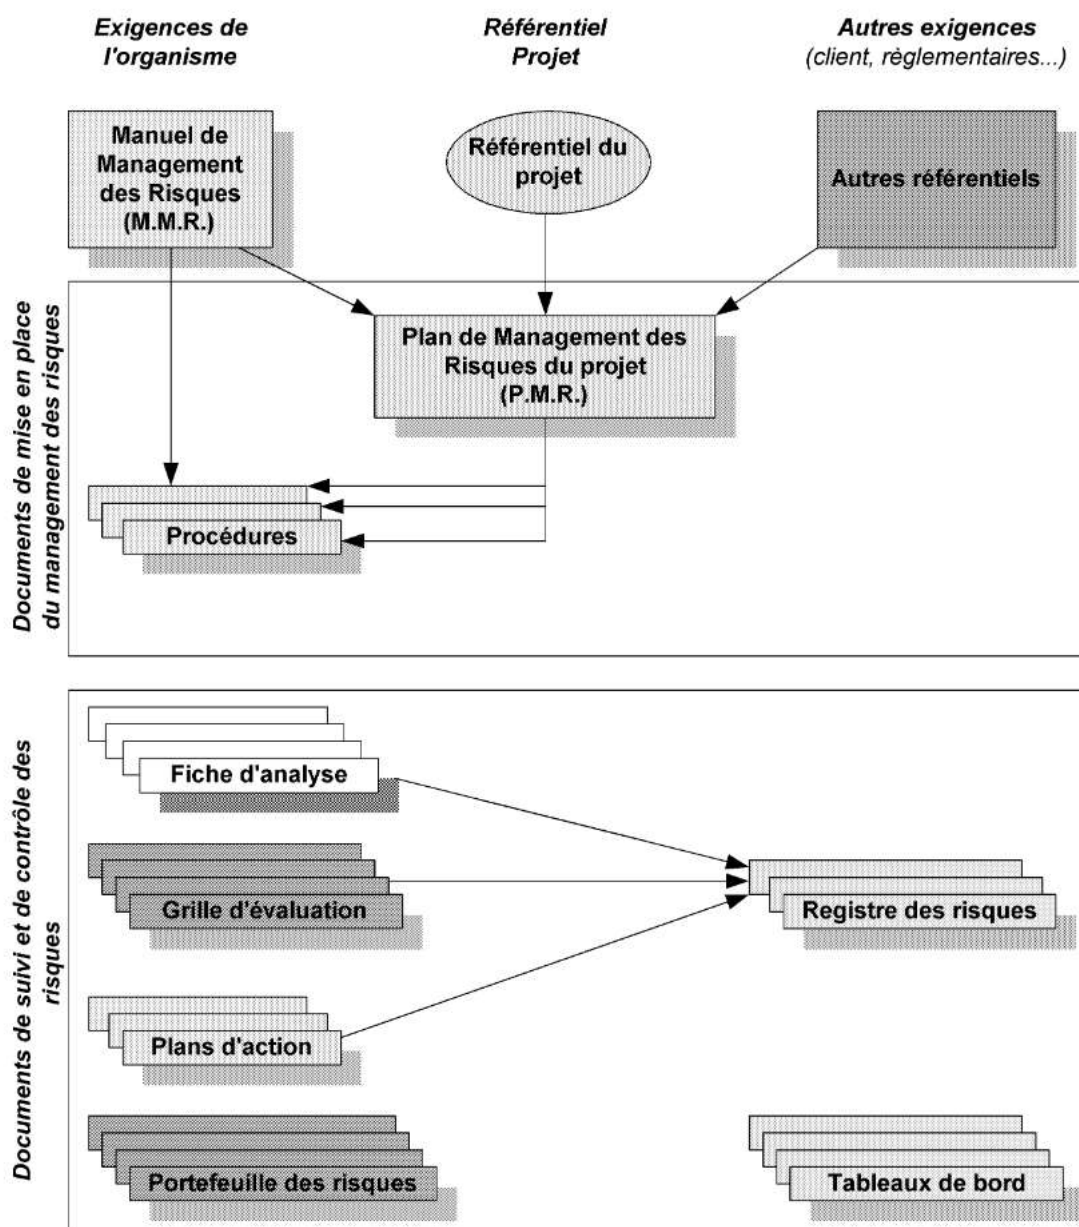 Exigences de
l'organisme
Référentiel
Projet
Autres exigences
(client, règlementaires...)
Manuel de
Management
des Risques
(M.M.R.)
Référentiel du
projet
Autres référentiels
Documents de mise en place
du management des risques
Plan de Management des
Risques du projet
(P.M.R.)
Procédures
Documents de suivi et de contrôle des
risques
Fiche d'analyse
Grille d'évaluation
Registre des risques
Plans d'action
Portefeuille des risques
Tableaux de bord